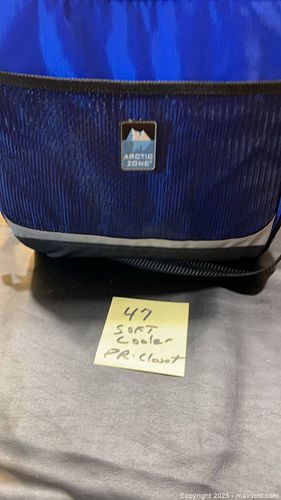 ARCTIC
ZONE
47
SOFT
Cooler
PR. Closet
Copyright © 2025 - maxsold.com